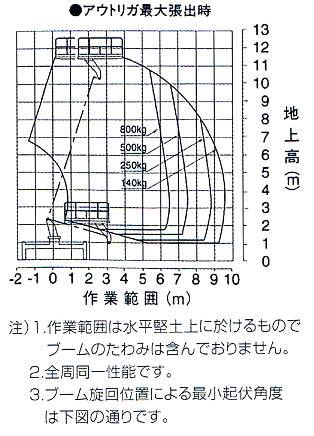 ●アウトリガ最大張出時
13
12
11
10
9
8
7
6
5
4
3
2
1
0
地上高(m)
800kg
500kg
250kg
140kg
-2 -1 0 1 2 3 4 5 6 7 8 9 10
作業範囲(m)
注)1.作業範囲は水平堅土上に於けるもので
ブームのたわみは含んでおりません。
2.全周同一性能です。
3.ブーム旋回位置による最小起伏角度
は下図の通りです。